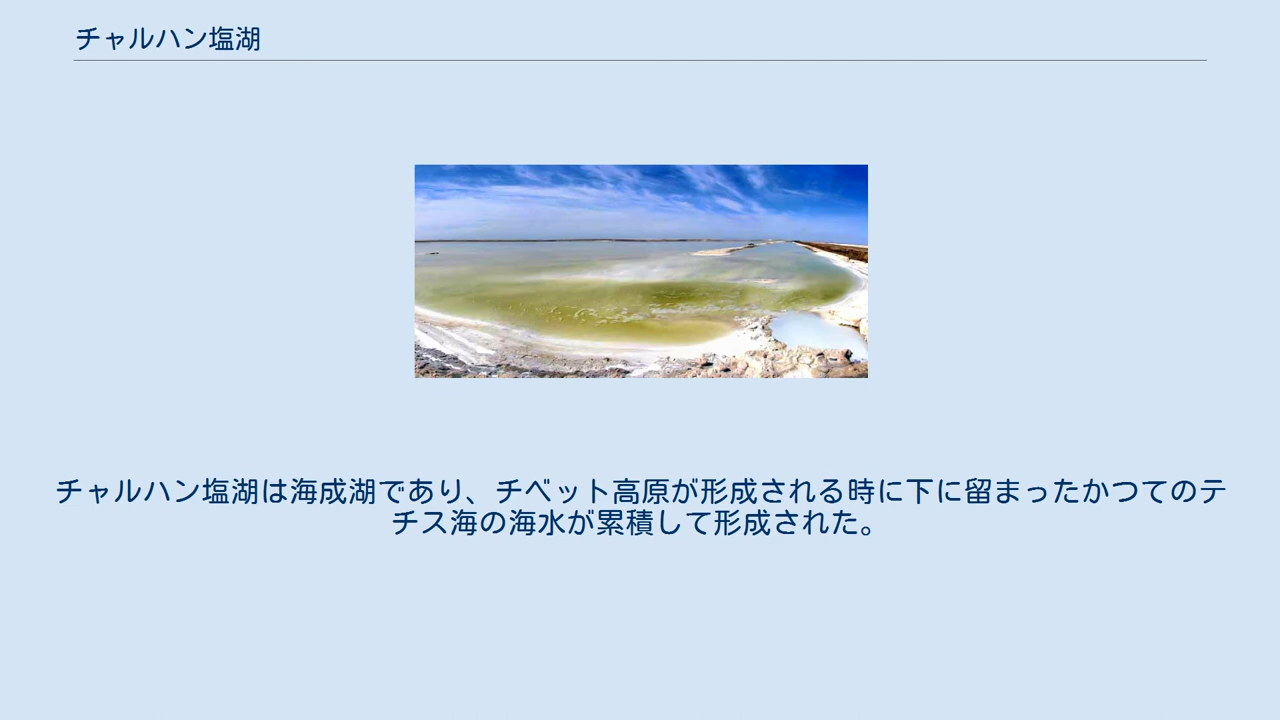 チャルハン塩湖
チャルハン塩湖は海成湖であり、チベット高原が形成される時に下に留まったかつてのテ
チス海の海水が累積して形成された。